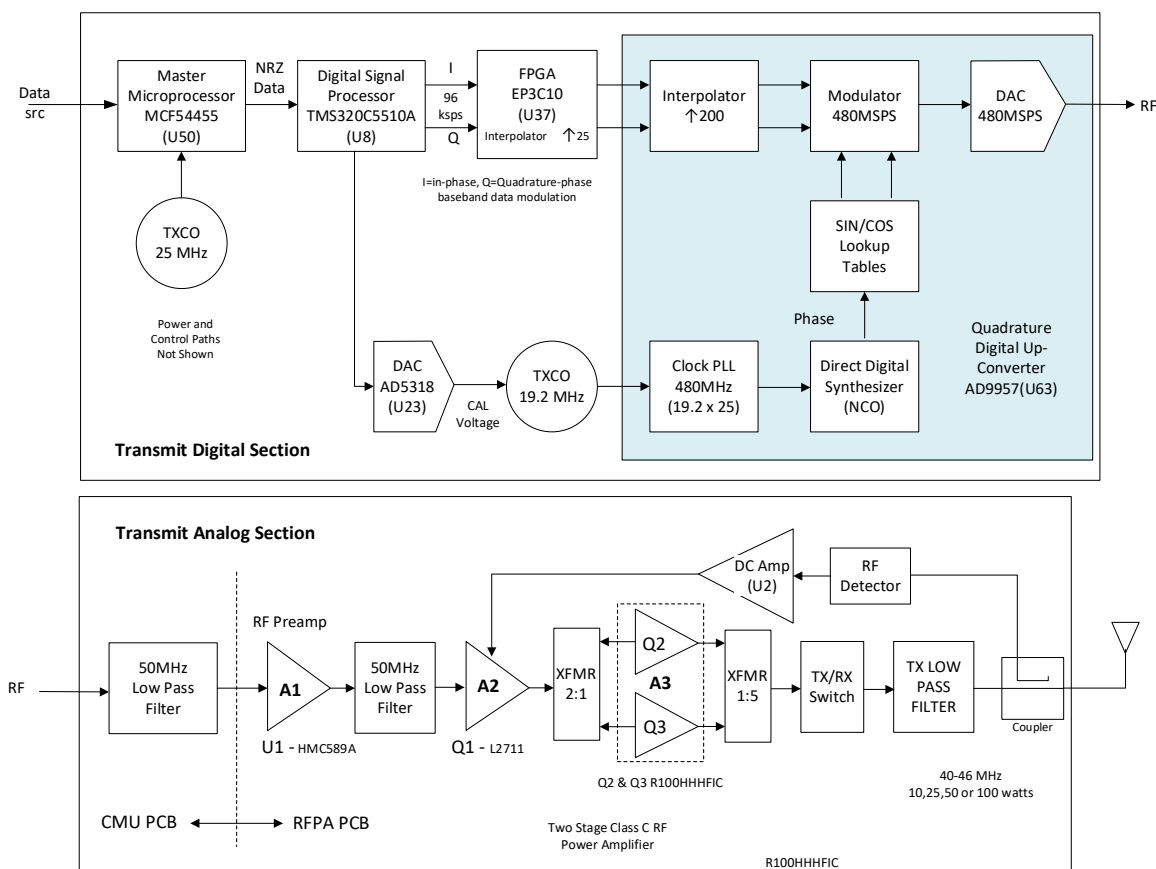 Data
src
Master
Microprocessor
MCF54455
(U50)
NRZ
Data
Digital Signal
Processor
TMS320C5510A
(U8)
I
96
ksps
Q
FPGA
EP3C10
(U37)
Interpolator ↑25
Interpolator
↑200
Modulator
480MSPS
DAC
480MSPS
RF
I=in-phase, Q=Quadrature-phase
baseband data modulation
TXCO
25 MHz
SIN/COS
Lookup
Tables
Power and
Control Paths
Not Shown
Phase
DAC
AD5318
(U23)
CAL
Voltage
TXCO
19.2 MHz
Clock PLL
480MHz
(19.2 x 25)
Direct Digital
Synthesizer
(NCO)
Quadrature
Digital Up-
Converter
AD9957(U63)
Transmit Digital Section
Transmit Analog Section
DC Amp
(U2)
RF
Detector
RF Preamp
RF
50MHz
Low Pass
Filter
A1
U1 - HMC589A
50MHz
Low Pass
Filter
A2
Q1 - L2711
XFMR
2:1
Q2
A3
Q3
Q2 & Q3 R100HHHFIC
XFMR
1:5
TX/RX
Switch
TX LOW
PASS
FILTER
Coupler
40-46 MHz
10,25,50 or 100 watts
CMU PCB
RFPA PCB
Two Stage Class C RF
Power Amplifier
R100HHHFIC